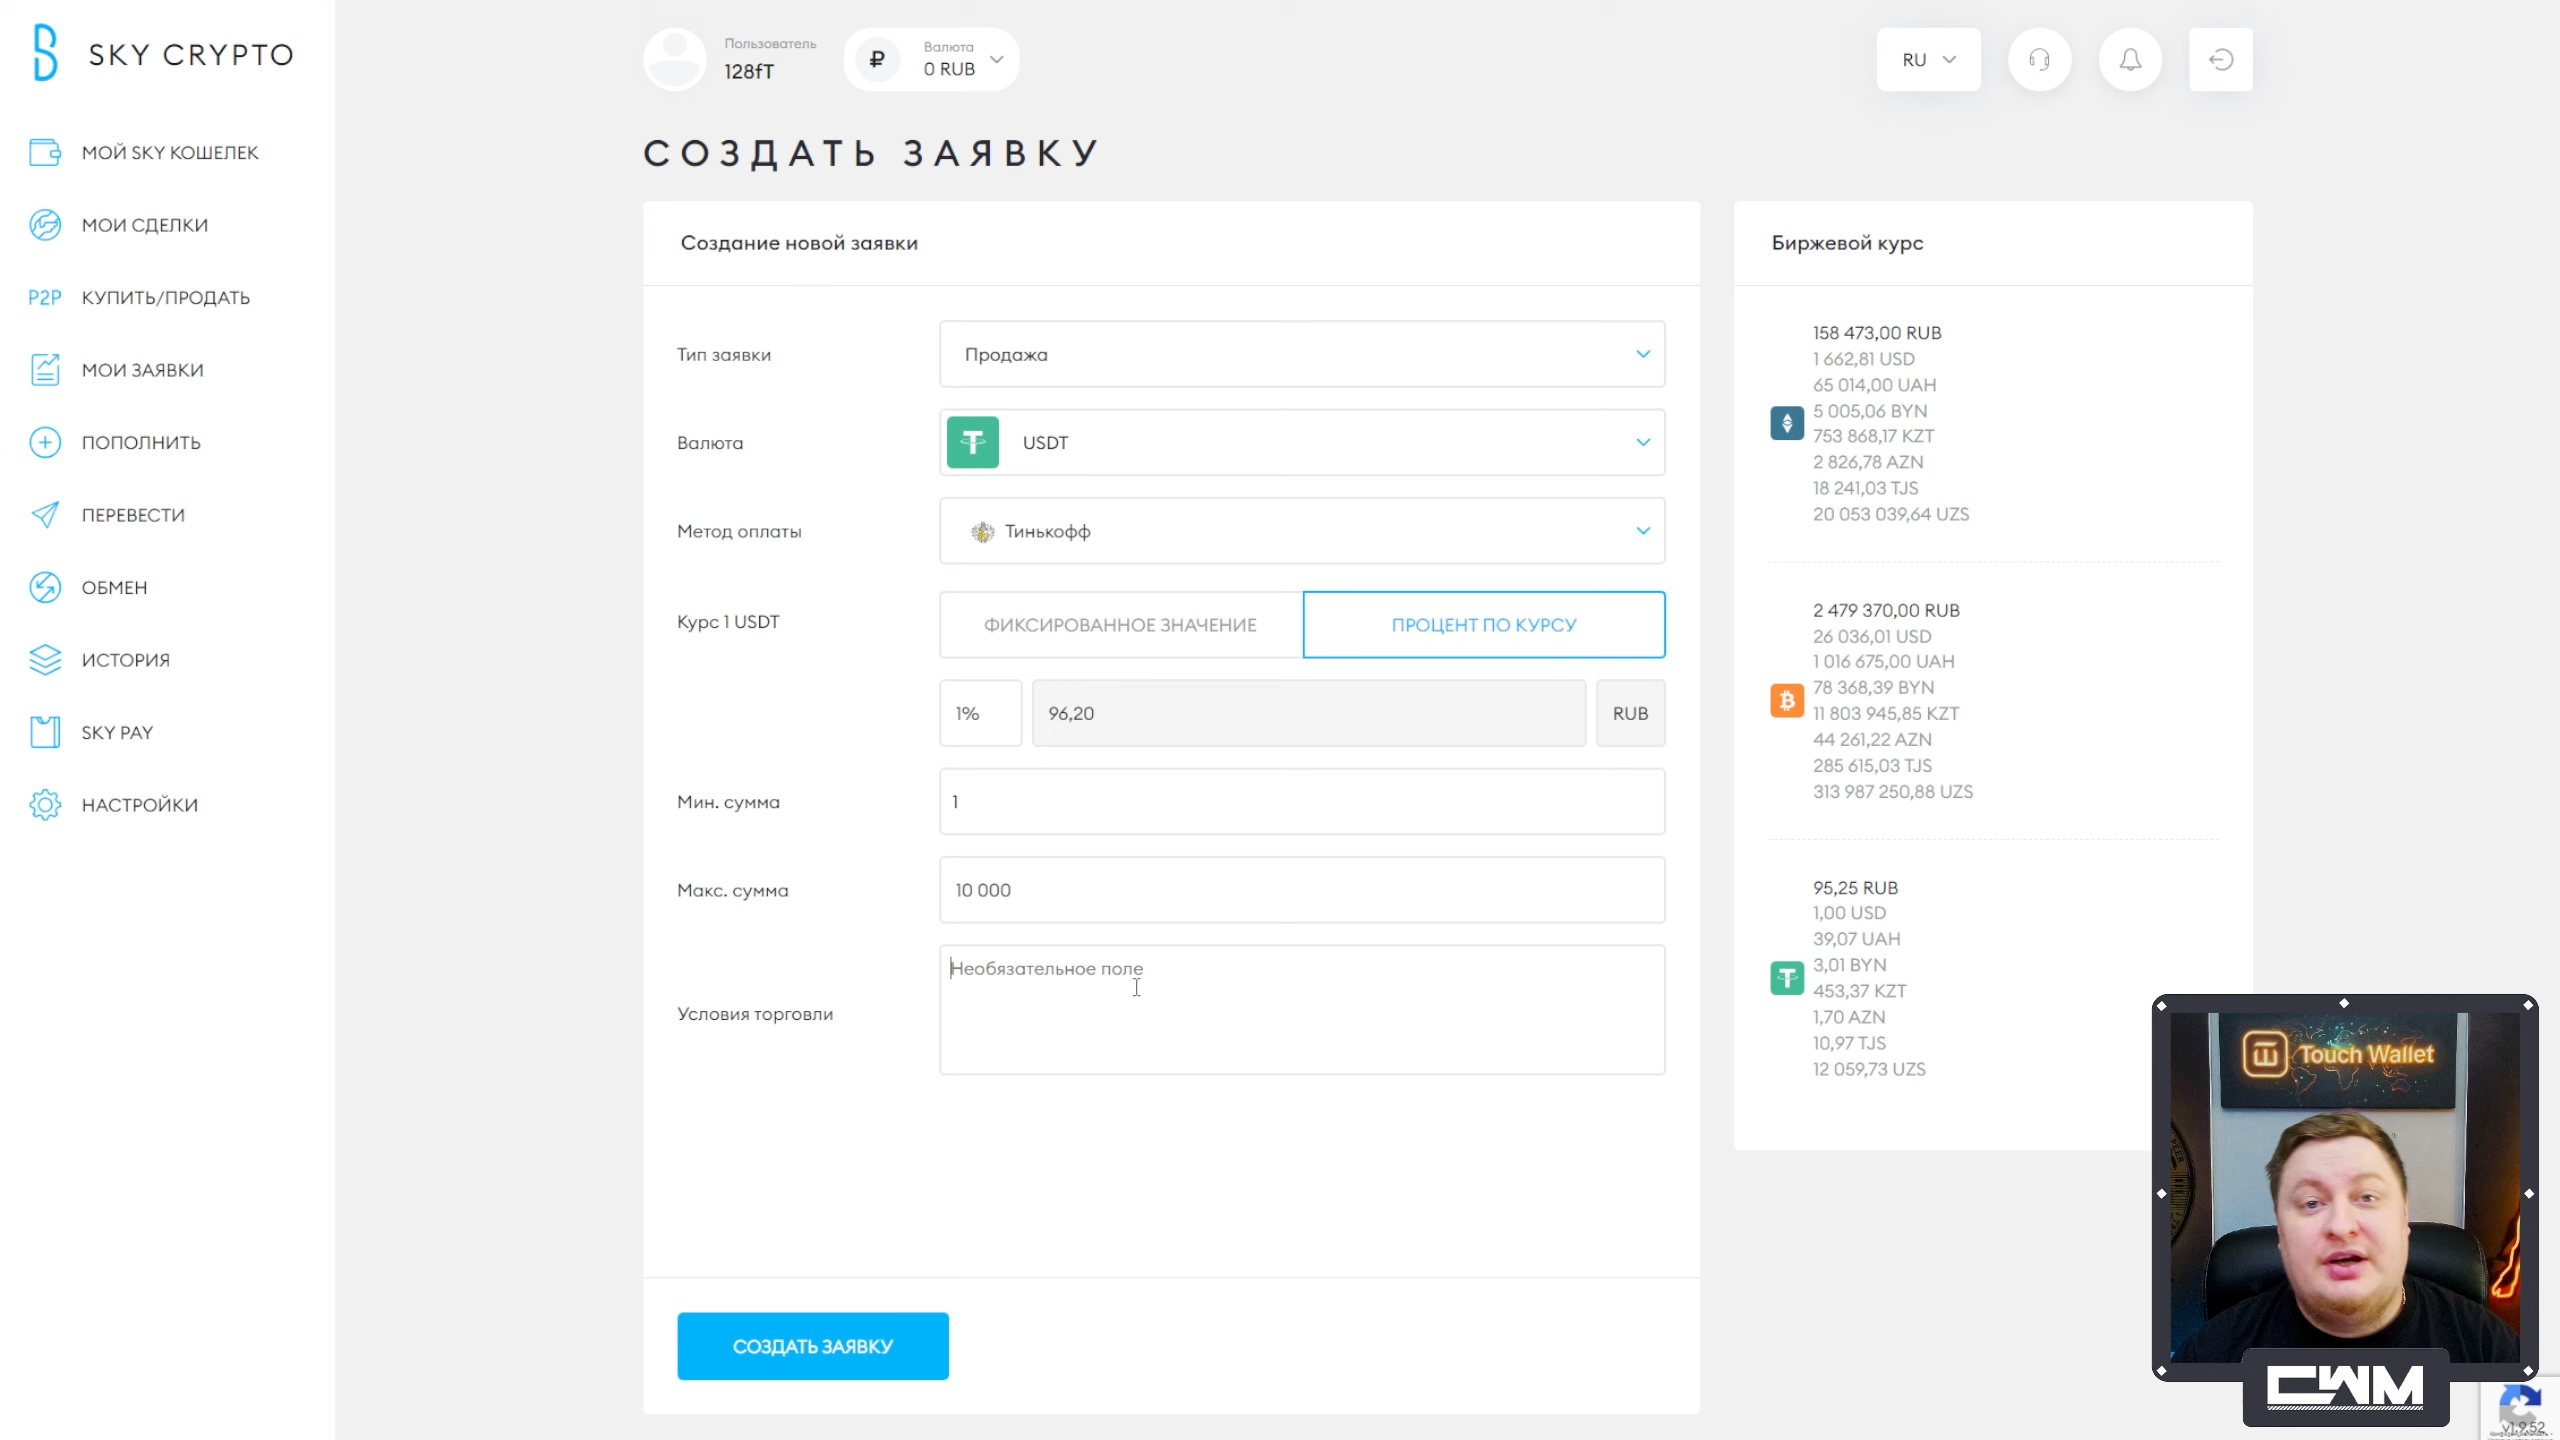 SKY CRYPTO
МОЙ SKY КОШЕЛЕК
МОИ СДЕЛКИ
P2P КУПИТЬ/ПРОДАТЬ
МОИ ЗАЯВКИ
ПОПОЛНИТЬ
ПЕРЕВЕСТИ
ОБМЕН
ИСТОРИЯ
SKY PAY
НАСТРОЙКИ
Пользователь
128fT
₽
Валюта
0 RUB
RU
СОЗДАТЬ ЗАЯВКУ
Создание новой заявки
Тип заявки
Продажа
Валюта
USDT
Метод оплаты
Тинькофф
Курс 1 USDT
ФИКСИРОВАННОЕ ЗНАЧЕНИЕ
ПРОЦЕНТ ПО КУРСУ
1%
96,20
RUB
Мин. сумма
1
Макс. сумма
10 000
Условия торговли
Необязательное поле
СОЗДАТЬ ЗАЯВКУ
Биржевой курс
158 473,00 RUB
1 662,81 USD
65 014,00 UAH
5 005,06 BYN
753 868,17 KZT
2 826,78 AZN
18 241,03 TJS
20 053 039,64 UZS
2 479 370,00 RUB
26 036,01 USD
1 016 675,00 UAH
78 368,39 BYN
11 803 945,85 KZT
44 261,22 AZN
285 615,03 TJS
313 987 250,88 UZS
95,25 RUB
1,00 USD
39,07 UAH
3,01 BYN
453,37 KZT
1,70 AZN
10,97 TJS
12 059,73 UZS
Touch Wallet
CWM
v1.9.52